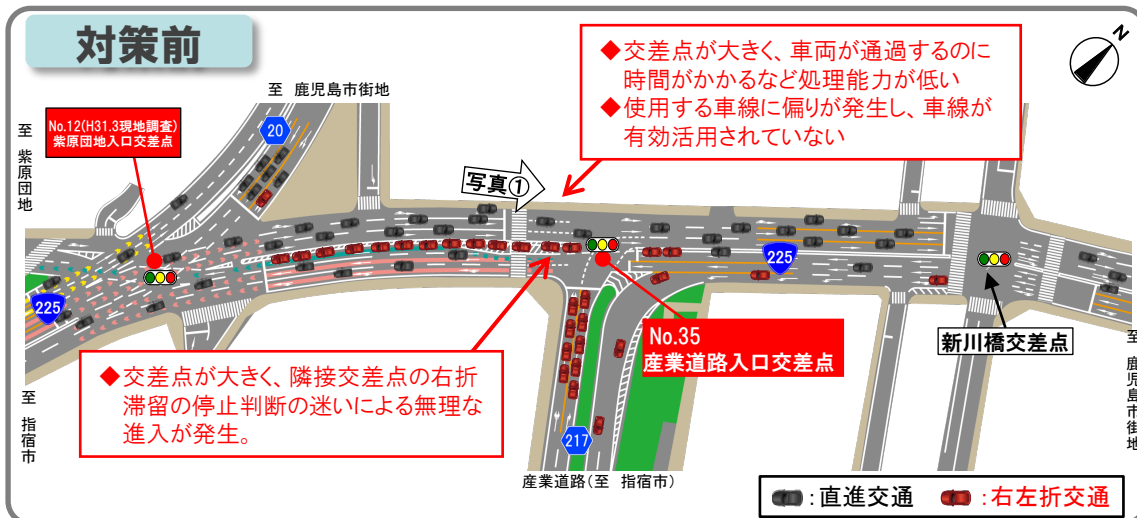 対策前
◆交差点が大きく、車両が通過するのに
時間がかかるなど処理能力が低い
◆使用する車線に偏りが発生し、車線が
有効活用されていない
N
至 鹿児島市街地
至 紫原団地
No.12(H31.3現地調査)
紫原団地入口交差点
20
写真①
225
225
No.35
産業道路入口交差点
新川橋交差点
◆交差点が大きく、隣接交差点の右折
滞留の停止判断の迷いによる無理な
進入が発生。
至 指宿市
217
至 鹿児島市街地
産業道路(至 指宿市)
:直進交通
:右左折交通